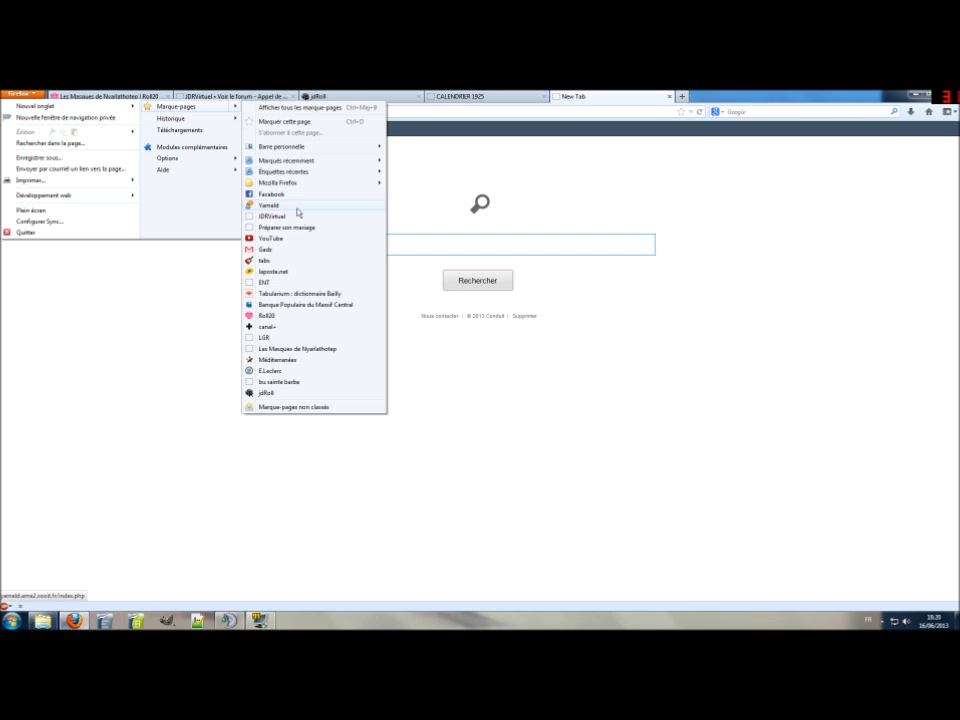 Firefox
Les Masques de Nyarlathotep | Roll20
JDRVirtuel • Voir le forum - Appel de ...
jdRoll
CALENDRIER 1925
New Tab
Nouvel onglet
Nouvelle fenêtre de navigation privée
Édition
Rechercher dans la page...
Enregistrer sous...
Envoyer par courriel un lien vers la page...
Imprimer...
Développement web
Plein écran
Configurer Sync...
Quitter
Marque-pages
Historique
Téléchargements
Modules complémentaires
Options
Aide
Afficher tous les marque-pages Ctrl+Maj+B
Marquer cette page Ctrl+D
S'abonner à cette page...
Barre personnelle
Marqués récemment
Étiquettes récentes
Mozilla Firefox
Facebook
Yamald
JDRVirtuel
Préparer son mariage
YouTube
tabs
laposte.net
ENT
Tabularium : dictionnaire Bailly
Banque Populaire du Massif Central
Roll20
canal+
LGR
Les Masques de Nyarlathotep
Méditerranées
E.Leclerc
bu sainte barbe
jdRoll
Marque-pages non classés
Google
Rechercher
Nous contacter | © 2013 Conduit | Supprimer
yamald.ama2.xooit.fr/index.php
FR
19:20
16/06/2013